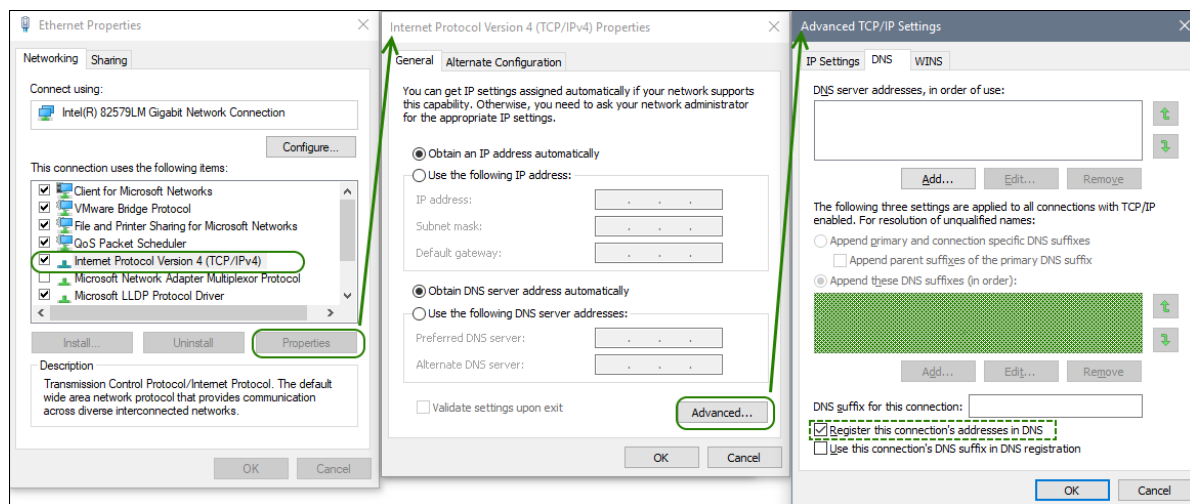 Ethernet Properties
Networking Sharing
Connect using:
Intel(R) 82579LM Gigabit Network Connection
Configure...
This connection uses the following items:
Client for Microsoft Networks
VMware Bridge Protocol
File and Printer Sharing for Microsoft Networks
QoS Packet Scheduler
Internet Protocol Version 4 (TCP/IPv4)
Microsoft Network Adapter Multiplexor Protocol
Microsoft LLDP Protocol Driver
Install... Uninstall Properties
Description
Transmission Control Protocol/Internet Protocol. The default
wide area network protocol that provides communication
across diverse interconnected networks.
OK Cancel
Internet Protocol Version 4 (TCP/IPv4) Properties
General Alternate Configuration
You can get IP settings assigned automatically if your network supports
this capability. Otherwise, you need to ask your network administrator
for the appropriate IP settings.
Obtain an IP address automatically
Use the following IP address:
IP address:
Subnet mask:
Default gateway:
Obtain DNS server address automatically
Use the following DNS server addresses:
Preferred DNS server:
Alternate DNS server:
Validate settings upon exit
Advanced...
OK Cancel
Advanced TCP/IP Settings
IP Settings DNS WINS
DNS server addresses, in order of use:
Add... Edit... Remove
The following three settings are applied to all connections with TCP/IP
enabled. For resolution of unqualified names:
Append primary and connection specific DNS suffixes
Append parent suffixes of the primary DNS suffix
Append these DNS suffixes (in order):
Add... Edit... Remove
DNS suffix for this connection:
Register this connection's addresses in DNS
Use this connection's DNS suffix in DNS registration
OK Cancel